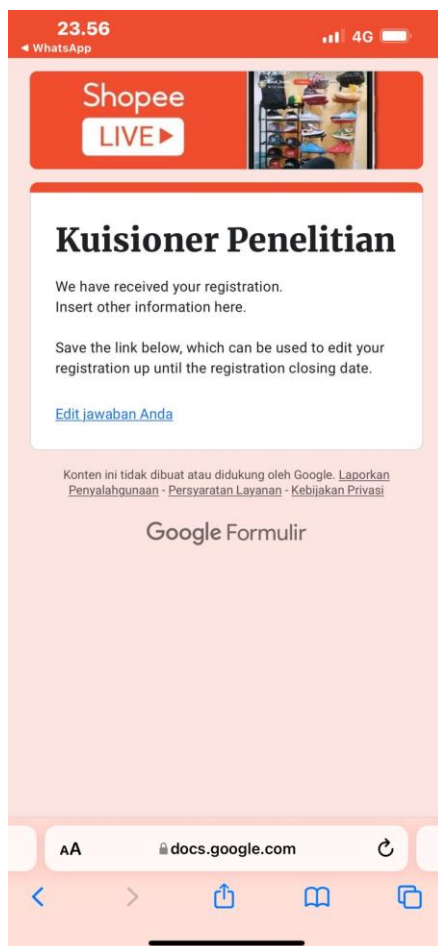 23.56
4G
◄ WhatsApp
Shopee
LIVE
Kuisioner Penelitian
We have received your registration.
Insert other information here.
Save the link below, which can be used to edit your
registration up until the registration closing date.
Edit jawaban Anda
Konten ini tidak dibuat atau didukung oleh Google. Laporkan
Penyalahgunaan - Persyaratan Layanan - Kebijakan Privasi
Google Formulir
AA
docs.google.com